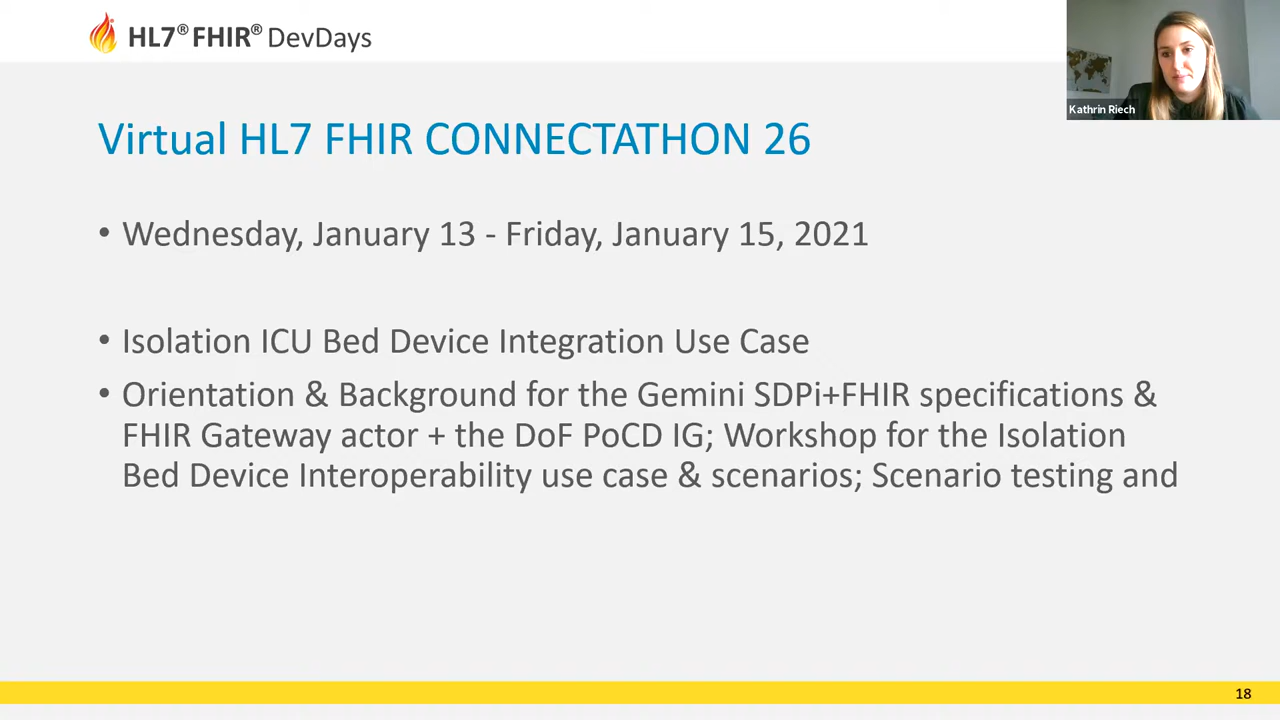 HL7® FHIR® DevDays
Kathrin Riech
Virtual HL7 FHIR CONNECTATHON 26
• Wednesday, January 13 - Friday, January 15, 2021
• Isolation ICU Bed Device Integration Use Case
• Orientation & Background for the Gemini SDPi+FHIR specifications &
FHIR Gateway actor + the DoF PoCD IG; Workshop for the Isolation
Bed Device Interoperability use case & scenarios; Scenario testing and
18